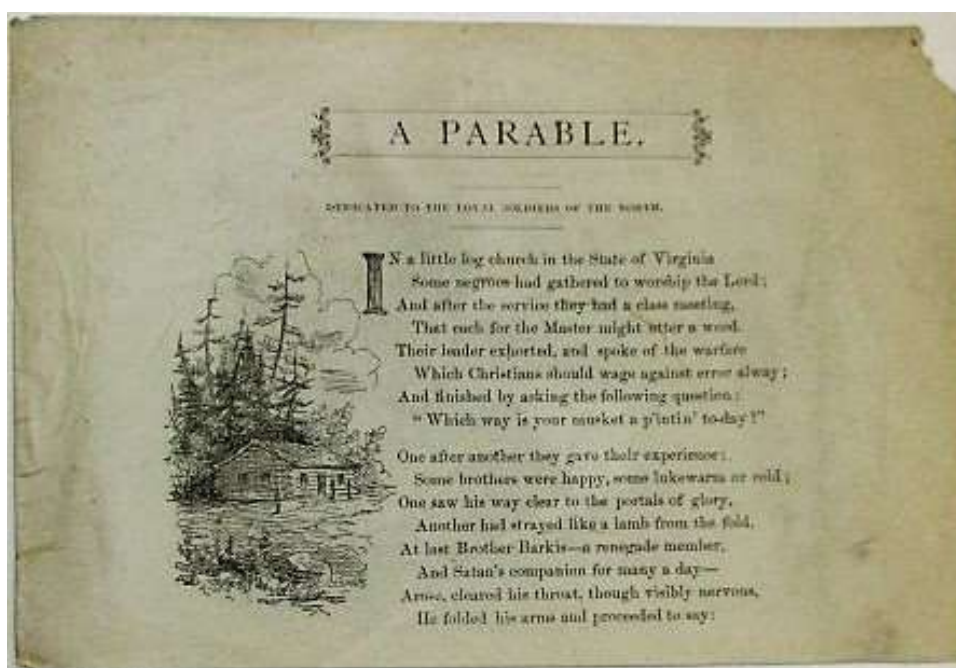 A PARABLE.
DEDICATED TO THE LOYAL SOLDIERS OF THE NORTH.
IN a little log church in the State of Virginia
Some negroes had gathered to worship the Lord;
And after the service they had a class meeting,
That each for the Master might utter a word.
Their leader exhorted, and spoke of the warfare
Which Christians should wage against error alway;
And finished by asking the following question:
"Which way is your musket a p'intin' to-day?"
One after another they gave their experience:
Some brothers were happy, some lukewarm or cold;
One saw his way clear to the portals of glory,
Another had strayed like a lamb from the fold.
At last Brother Barkis—a renegade member,
And Satan's companion for many a day—
Arose, cleared his throat, though visibly nervous,
He folded his arms and proceeded to say: